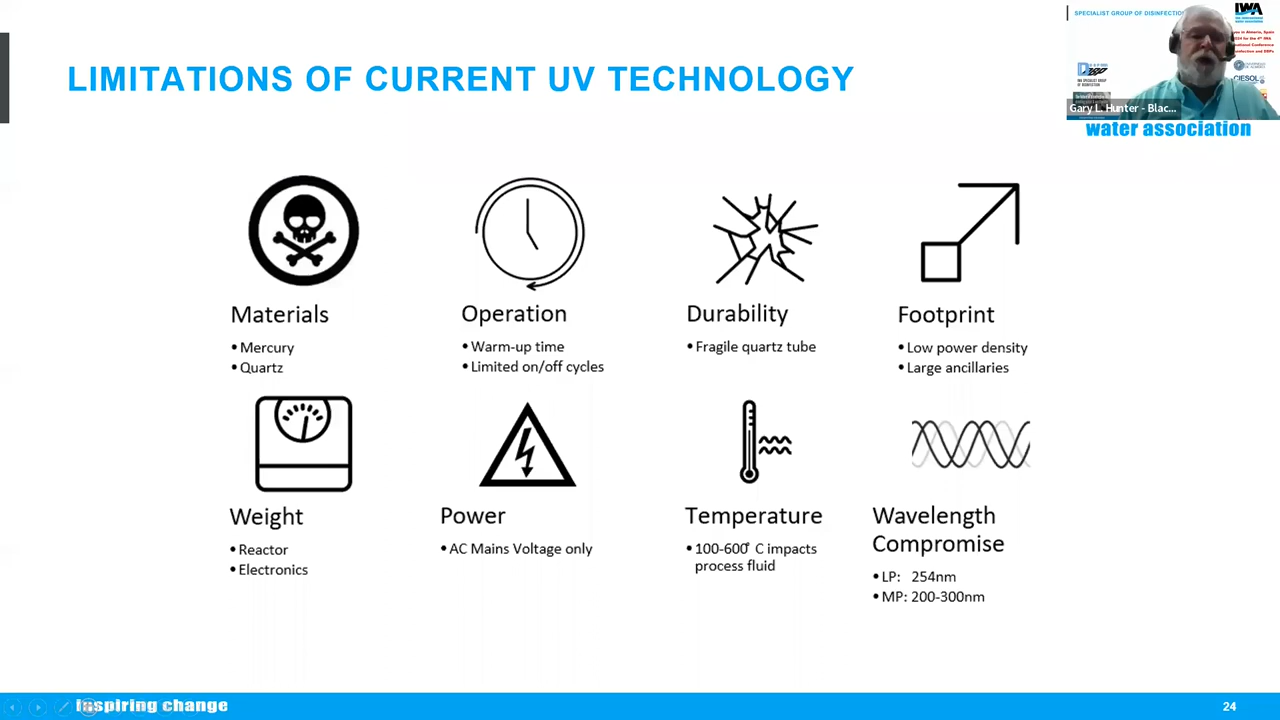 LIMITATIONS OF CURRENT UV TECHNOLOGY
SPECIALIST GROUP OF DISINFECTIO
IWA
CIESOL
Gary L. Hunter - Blac...
water association
Materials
• Mercury
• Quartz
Operation
• Warm-up time
• Limited on/off cycles
Durability
• Fragile quartz tube
Footprint
• Low power density
• Large ancillaries
Weight
• Reactor
• Electronics
Power
• AC Mains Voltage only
Temperature
• 100-600° C impacts
process fluid
Wavelength
Compromise
• LP: 254nm
• MP: 200-300nm
inspiring change
24